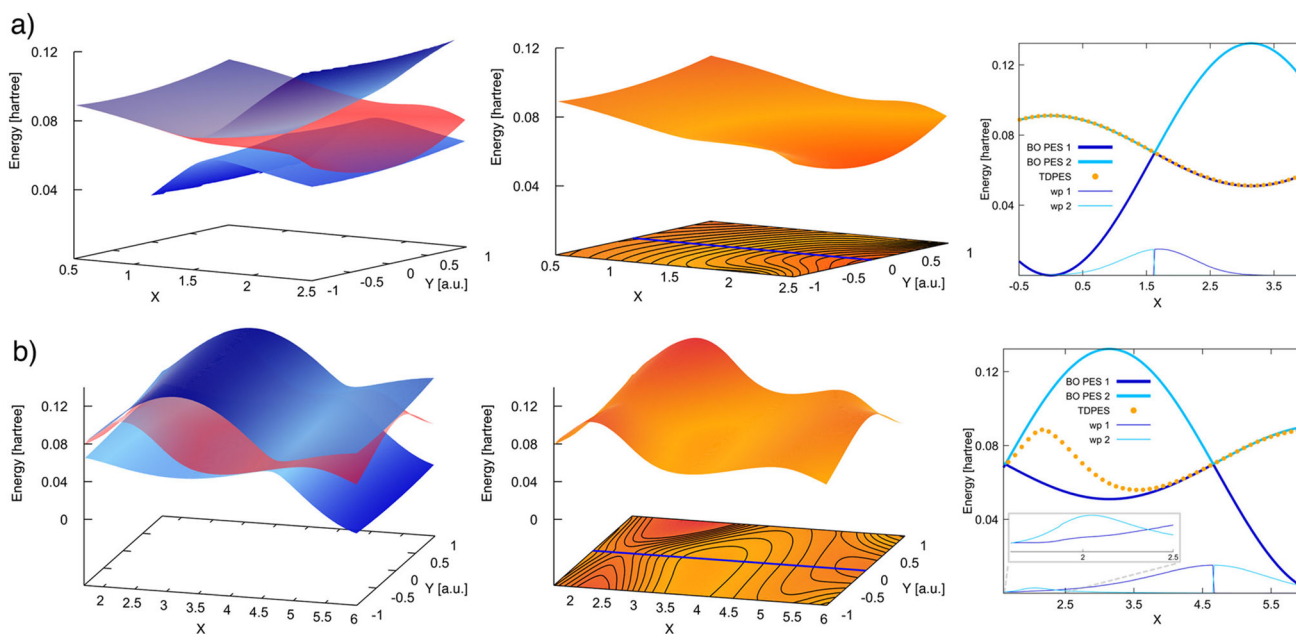 a)
0.12
0.08
0.04
Energy [hartree]
0.5
1
1.5
2
2.5
X
-1
-0.5
0
0.5
1
Y [a.u.]
0.12
0.08
0.04
Energy [hartree]
0.5
1
1.5
2
2.5
X
-1
-0.5
0
0.5
1
Y [a.u.]
0.12
0.08
0.04
Energy [hartree]
BO PES 1
BO PES 2
TDPES
wp 1
wp 2
-0.5
0.5
1.5
2.5
3.5
X
b)
0.12
0.08
0.04
0
Energy [hartree]
2
2.5
3
3.5
4
4.5
5
5.5
6
X
-1
-0.5
0
0.5
1
Y [a.u.]
0.12
0.08
0.04
0
Energy [hartree]
2
2.5
3
3.5
4
4.5
5
5.5
6
X
-1
-0.5
0
0.5
1
Y [a.u.]
0.12
0.08
0.04
Energy [hartree]
BO PES 1
BO PES 2
TDPES
wp 1
wp 2
2
2.5
2.5
3.5
4.5
5.5
X